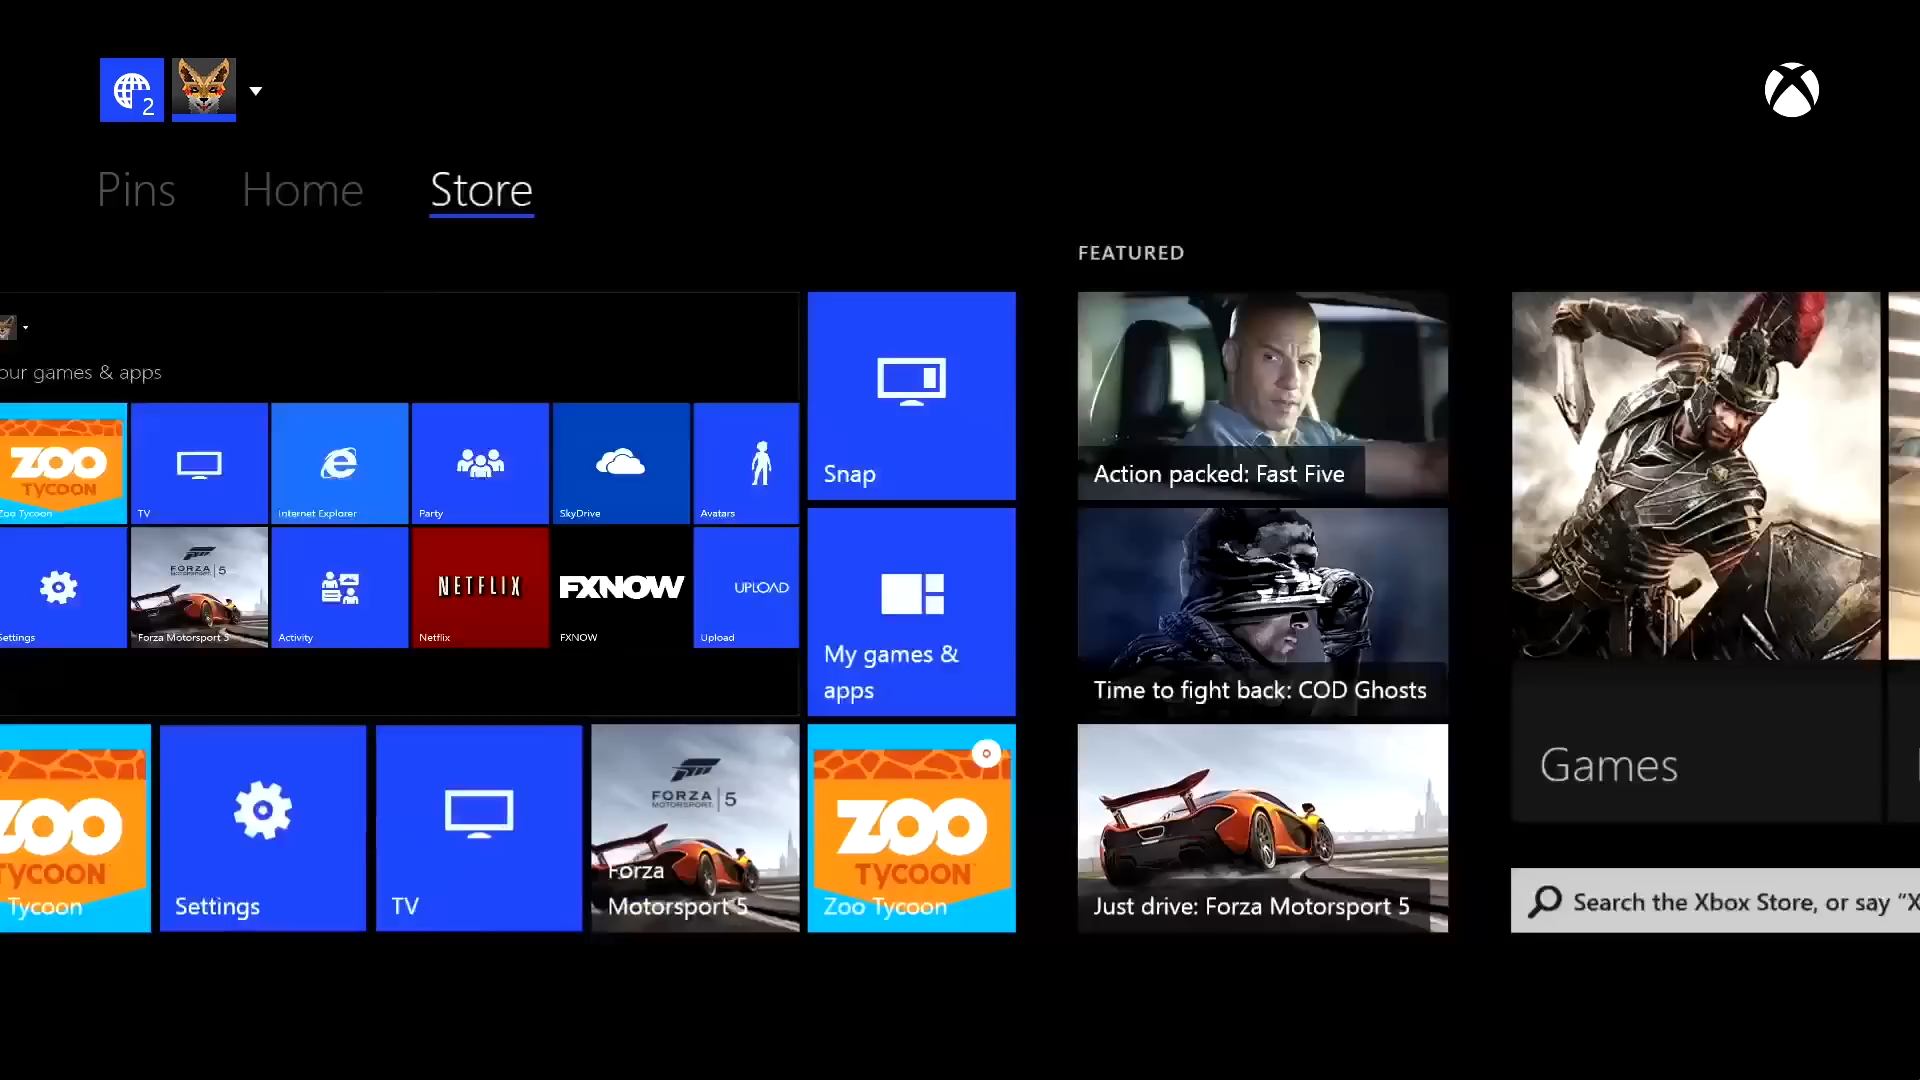 2
Pins
Home
Store
FEATURED
our games & apps
ZOO
TYCOON
Zoo Tycoon
TV
Internet Explorer
Party
SkyDrive
Avatars
Settings
FORZA
MOTORSPORT 5
Forza Motorsport 5
Activity
NETFLIX
Netflix
FXNOW
FXNOW
UPLOAD
Upload
Snap
My games &
apps
ZOO
TYCOON
Tycoon
Settings
TV
FORZA
MOTORSPORT 5
Forza
Motorsport 5
ZOO
TYCOON
Zoo Tycoon
Action packed: Fast Five
Time to fight back: COD Ghosts
Just drive: Forza Motorsport 5
Games
Search the Xbox Store, or say "X